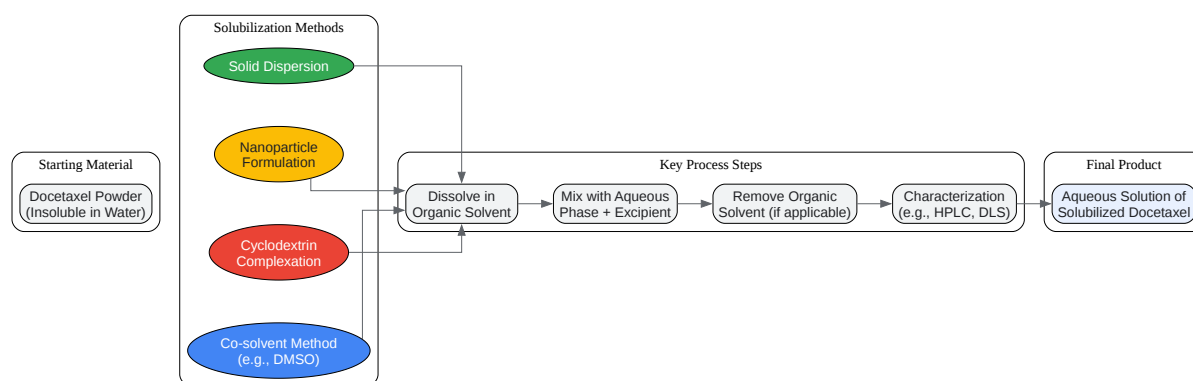 Solubilization Methods
Solid Dispersion
Nanoparticle
Formulation
Cyclodextrin
Complexation
Co-solvent Method
(e.g., DMSO)
Starting Material
Docetaxel Powder
(Insoluble in Water)
Key Process Steps
Dissolve in
Organic Solvent
Mix with Aqueous
Phase + Excipient
Remove Organic
Solvent (if applicable)
Characterization
(e.g., HPLC, DLS)
Final Product
Aqueous Solution of
Solubilized Docetaxel